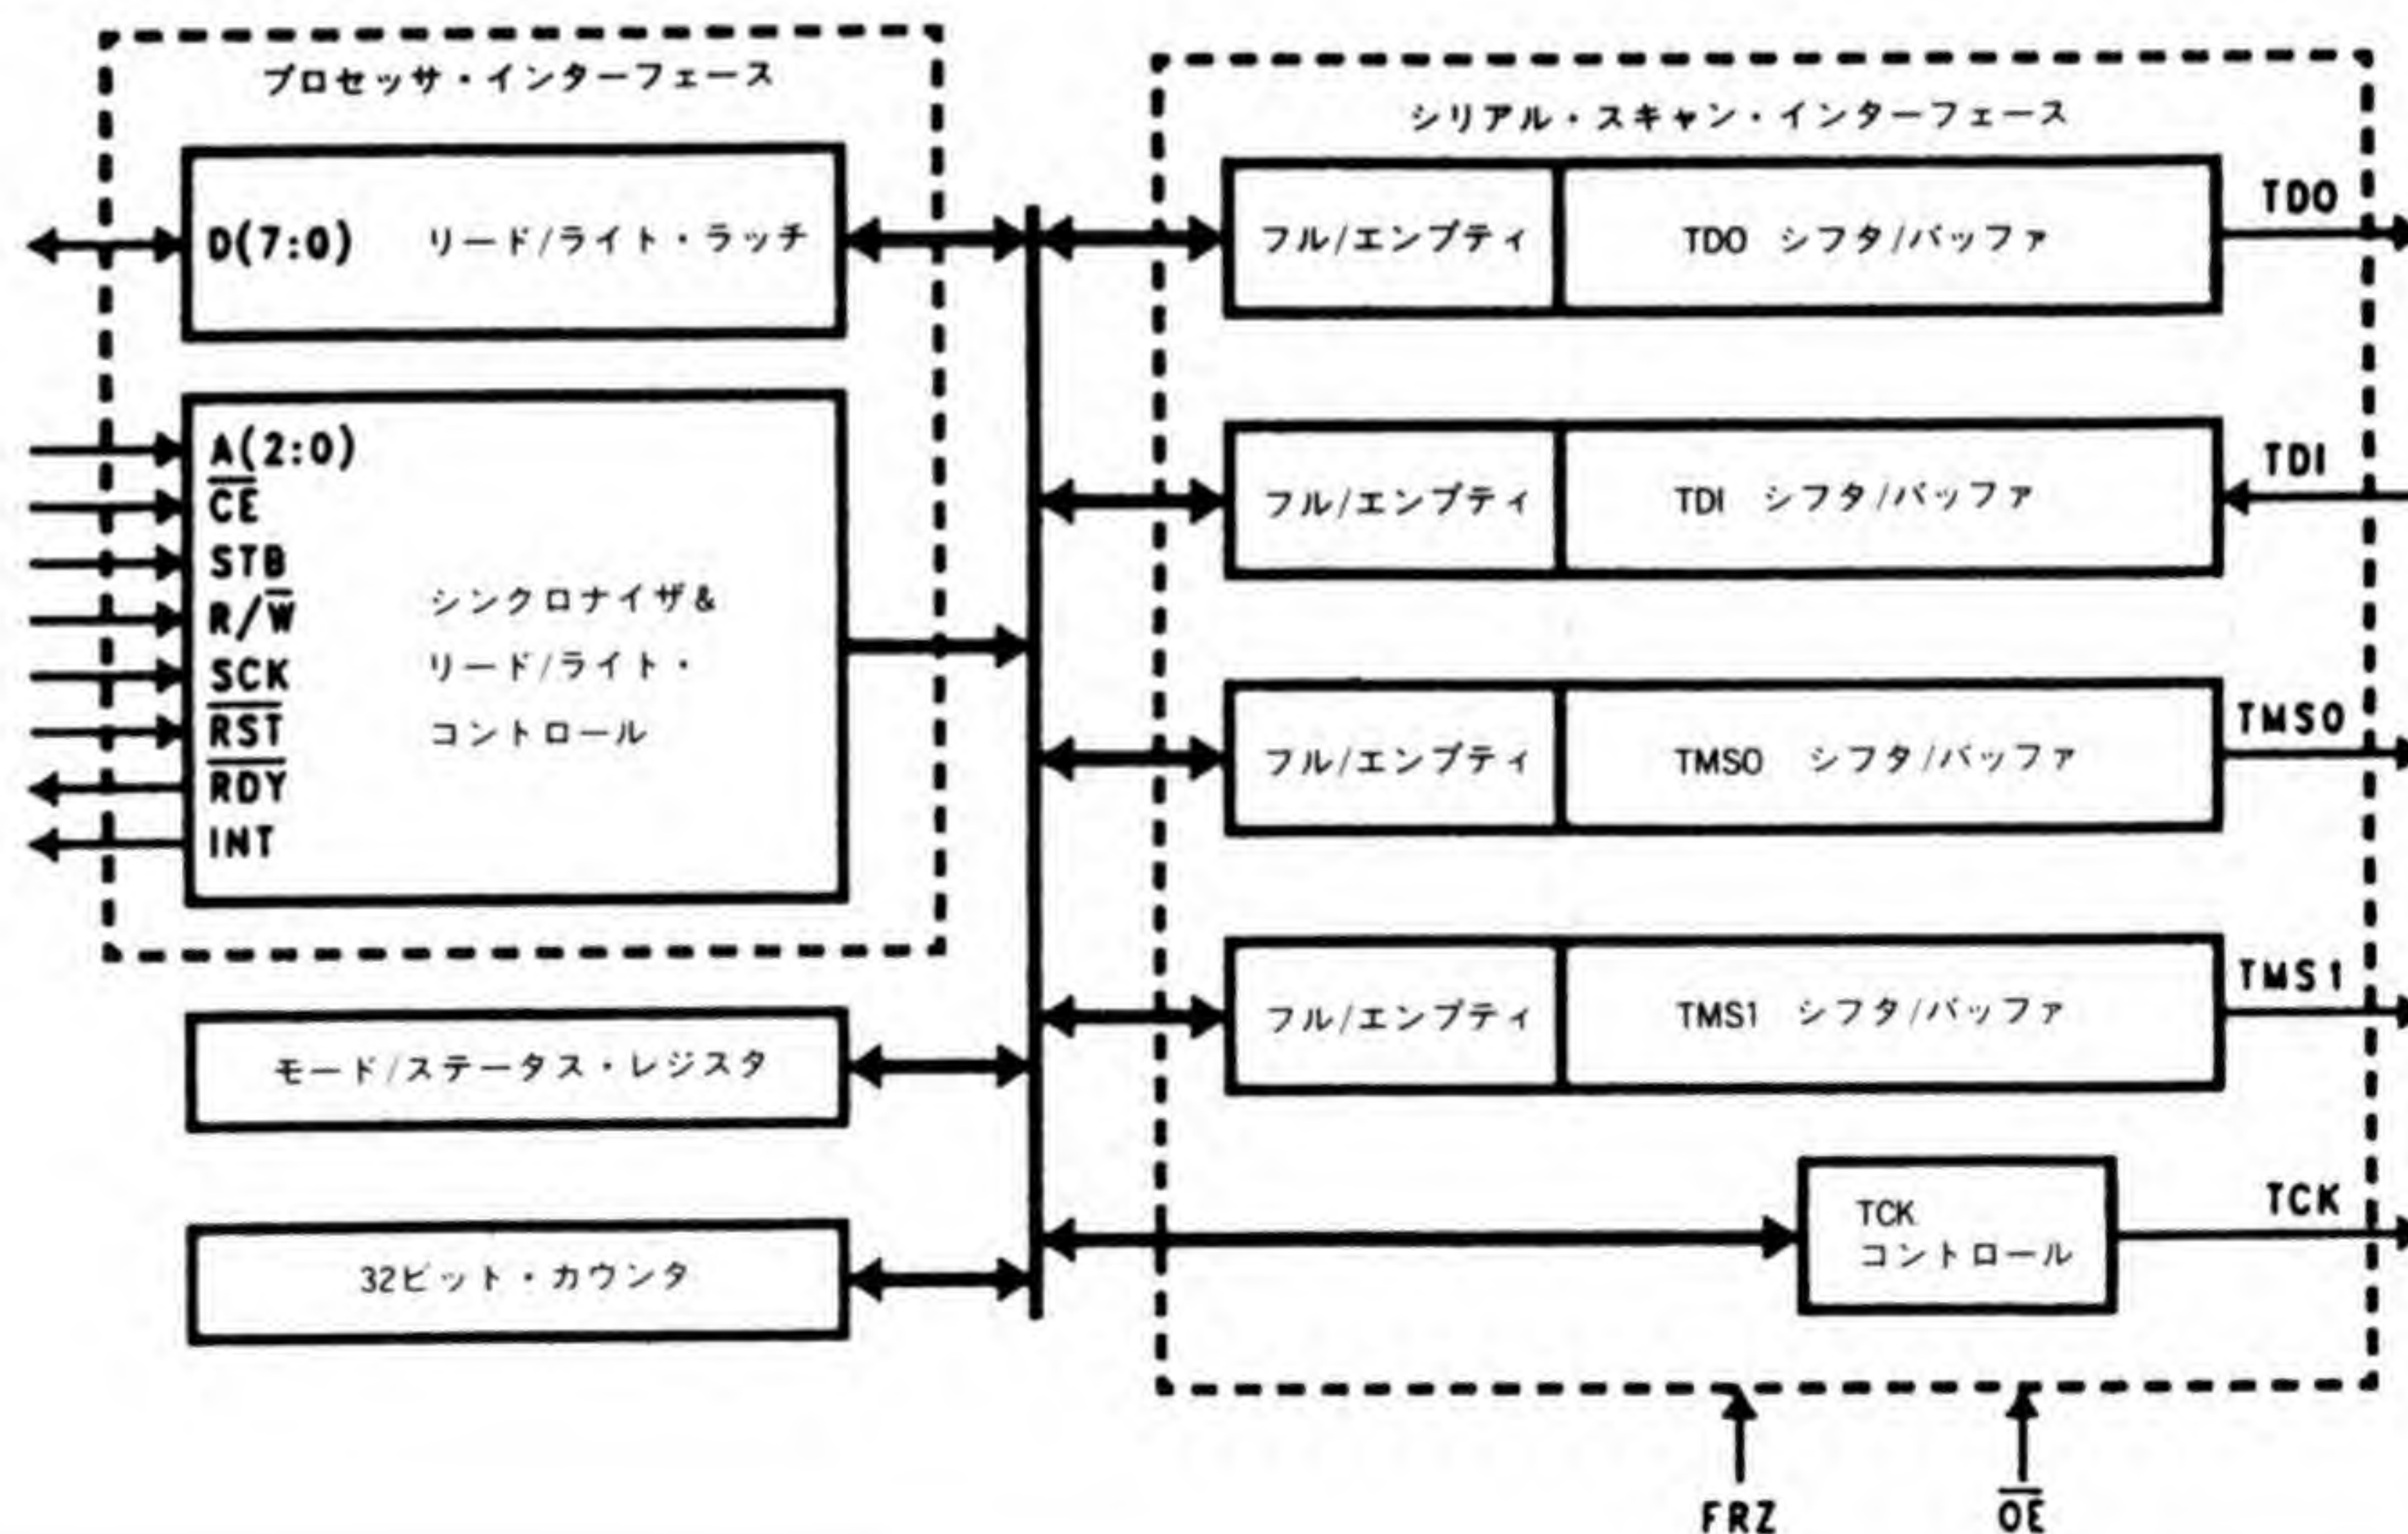 プロセッサ・インターフェース
D(7:0) リード/ライト・ラッチ
A(2:0)
C̅E̅
STB
R/W̅
SCK
R̅S̅T̅
R̅D̅Y̅
INT
シンクロナイザ&
リード/ライト・
コントロール
モード/ステータス・レジスタ
32ビット・カウンタ
シリアル・スキャン・インターフェース
フル/エンプティ TDO シフタ/バッファ
TDO
フル/エンプティ TDI シフタ/バッファ
TDI
フル/エンプティ TMS0 シフタ/バッファ
TMS0
フル/エンプティ TMS1 シフタ/バッファ
TMS1
TCK
コントロール
TCK
FRZ
O̅E̅